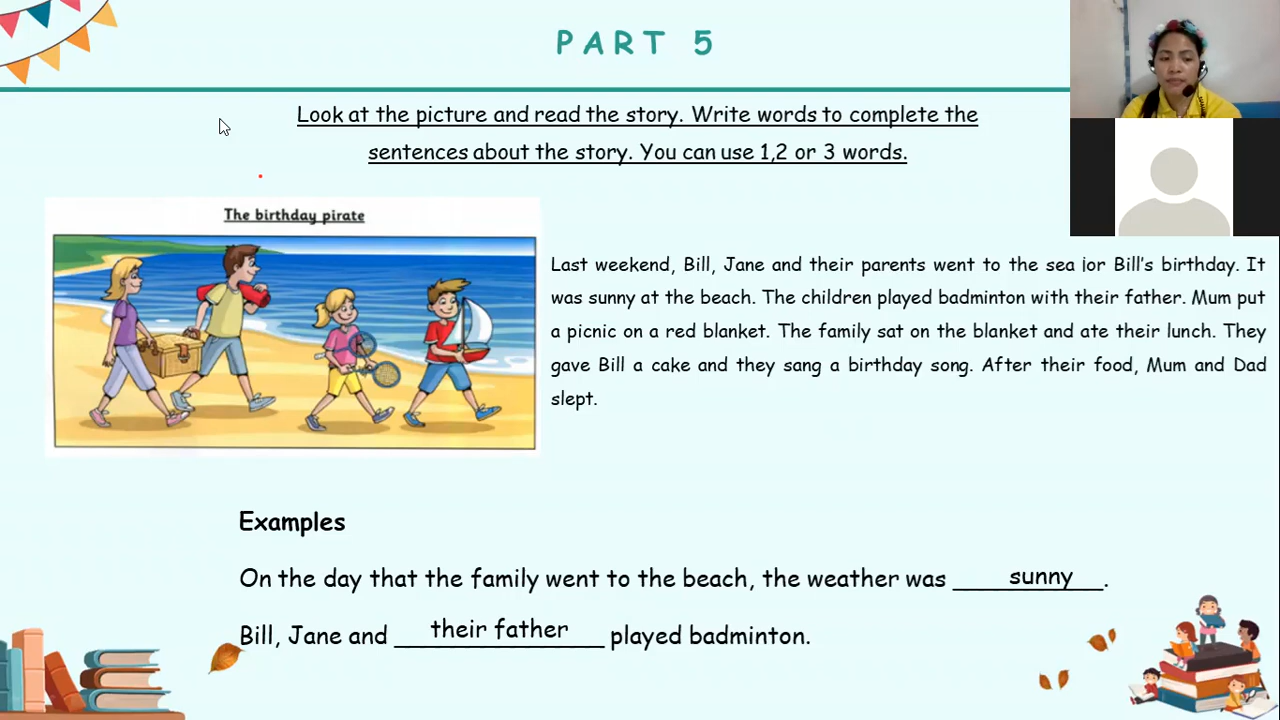 PART 5
Look at the picture and read the story. Write words to complete the
sentences about the story. You can use 1,2 or 3 words.
The birthday pirate
Last weekend, Bill, Jane and their parents went to the sea for Bill's birthday. It
was sunny at the beach. The children played badminton with their father. Mum put
a picnic on a red blanket. The family sat on the blanket and ate their lunch. They
gave Bill a cake and they sang a birthday song. After their food, Mum and Dad
slept.
Examples
On the day that the family went to the beach, the weather was ____sunny__.
Bill, Jane and __their father___ played badminton.